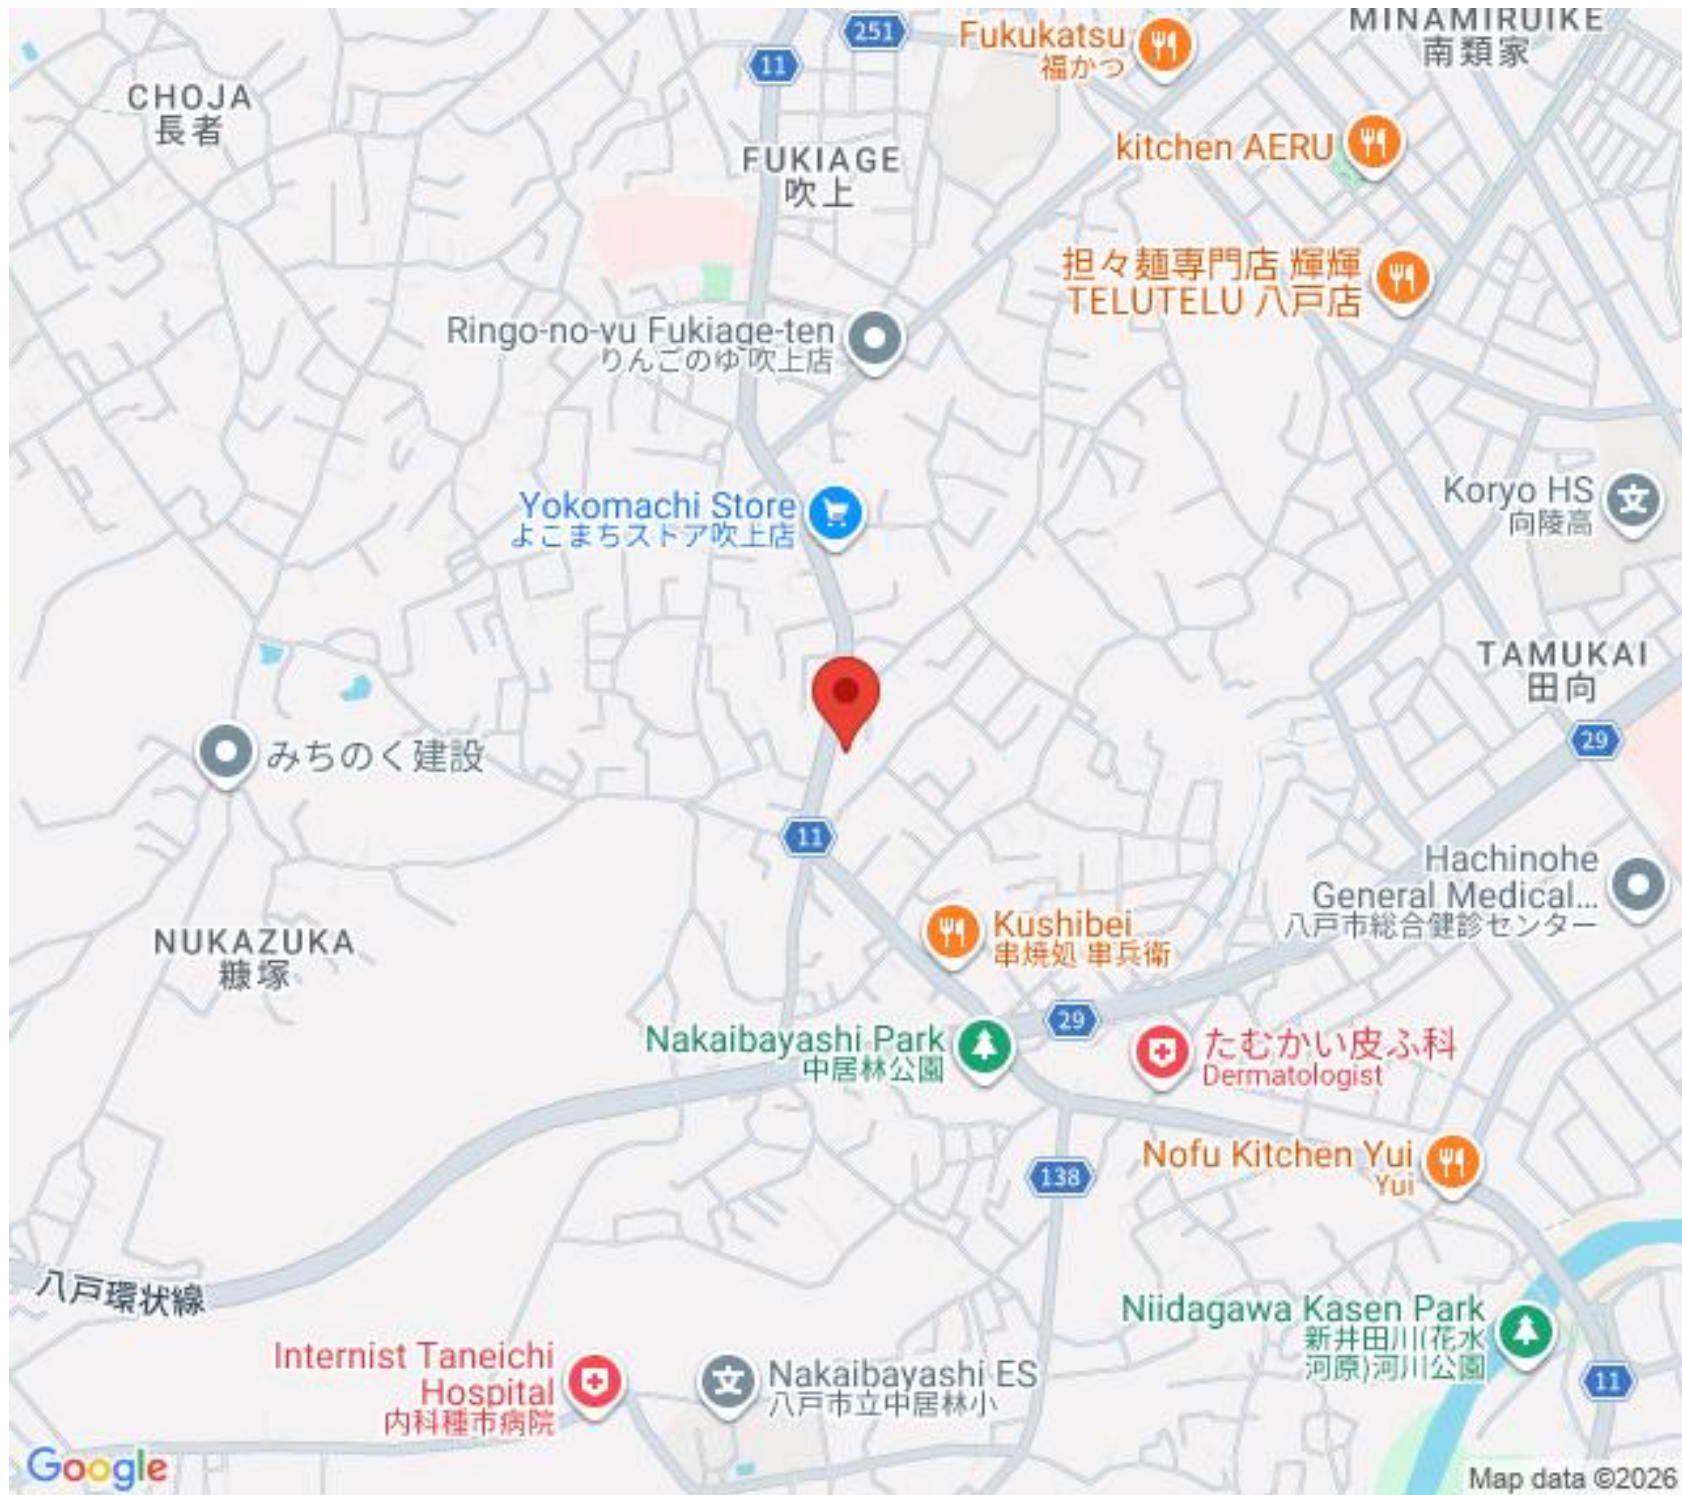 251
Fukukatsu
福かつ
MINAMIRUIKE
南類家
11
CHOJA
長者
kitchen AERU
FUKIAGE
吹上
担々麺専門店 輝輝
TELUTELU 八戸店
Ringo-no-yu Fukiage-ten
りんごのゆ 吹上店
Yokomachi Store
よこまちストア吹上店
Koryo HS
向陵高
TAMUKAI
田向
29
みちのく建設
11
Hachinohe
General Medical...
八戸市総合健診センター
Kushibei
串焼処 串兵衛
NUKAZUKA
糠塚
29
Nakaibayashi Park
中居林公園
たむかい皮ふ科
Dermatologist
138
Nofu Kitchen Yui
Yui
八戸環状線
Niidagawa Kasen Park
新井田川(花水
河原)河川公園
Internist Taneichi
Hospital
内科種市病院
Nakaibayashi ES
八戸市立中居林小
11
Google
Map data ©2026